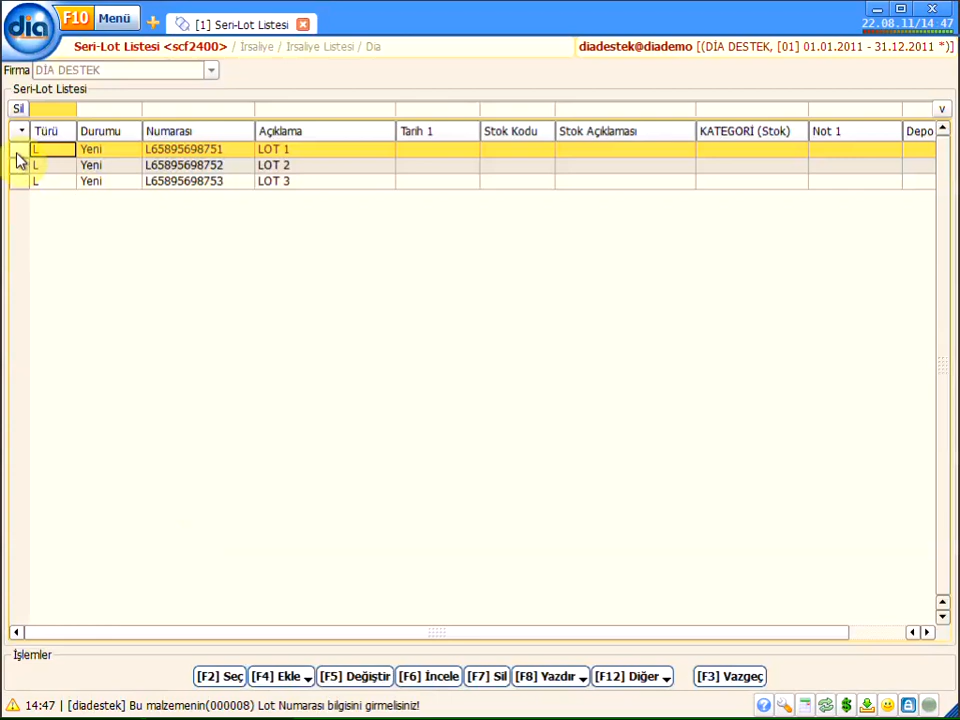 dia F10 Menü [1] Seri-Lot Listesi 22.08.11/14 47
Seri-Lot Listesi <scf2400> / Irsaliye / Irsaliye Listesi / Dia diadestek@diademo [(DİA DESTEK, [01] 01.01.2011 - 31.12.2011 *)]
Firma DİA DESTEK
Seri-Lot Listesi
Sil v
Türü Durumu Numarası Açıklama Tarih 1 Stok Kodu Stok Açıklaması KATEGORİ (Stok) Not 1 Depo
L Yeni L65895698751 LOT 1
L Yeni L65895698752 LOT 2
L Yeni L65895698753 LOT 3
İşlemler
[F2] Seç [F4] Ekle [F5] Değiştir [F6] İncele [F7] Sil [F8] Yazdır [F12] Diğer [F3] Vazgeç
14:47 [diadestek] Bu malzemenin(000008) Lot Numarası bilgisini girmelisiniz!